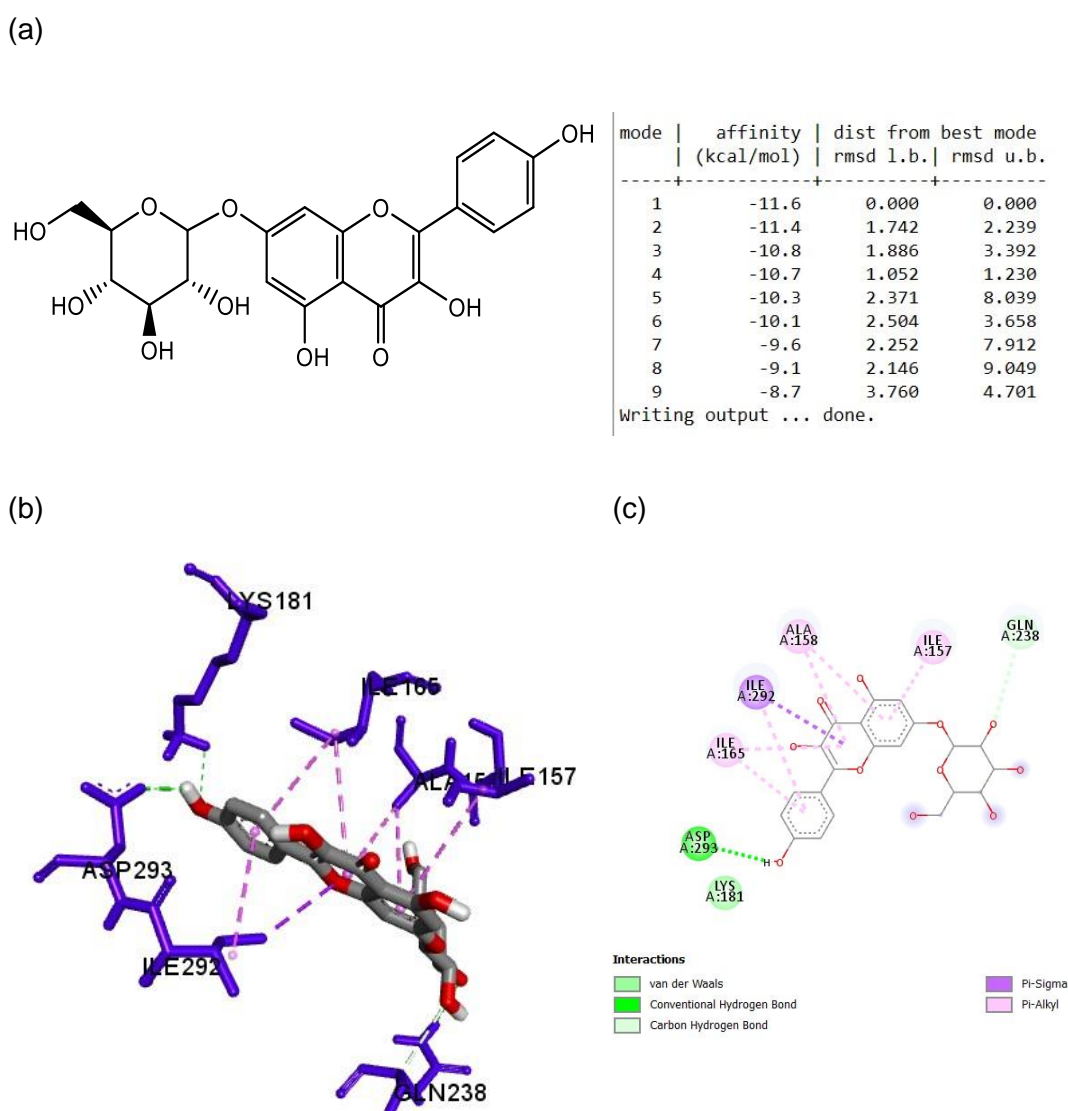 (a)
OH
O
O
O
HO
HO
OH
OH
OH
O
OH
mode |   affinity | dist from best mode
     | (kcal/mol) | rmsd l.b.| rmsd u.b.
-----+------------+----------+----------
1 -11.6 0.000 0.000
2 -11.4 1.742 2.239
3 -10.8 1.886 3.392
4 -10.7 1.052 1.230
5 -10.3 2.371 8.039
6 -10.1 2.504 3.658
7 -9.6 2.252 7.912
8 -9.1 2.146 9.049
9 -8.7 3.760 4.701
Writing output ... done.
(b)
LYS181
ILE165
ILE157
ASP293
ILE292
GLN238
(c)
ALA
A:158
ILE
A:157
GLN
A:238
ILE
A:292
ILE
A:165
ASP
A:293
LYS
A:181
O
O
O
O
O
O
O
O
O
O
H O
Interactions
van der Waals
Conventional Hydrogen Bond
Carbon Hydrogen Bond
Pi-Sigma
Pi-Alkyl